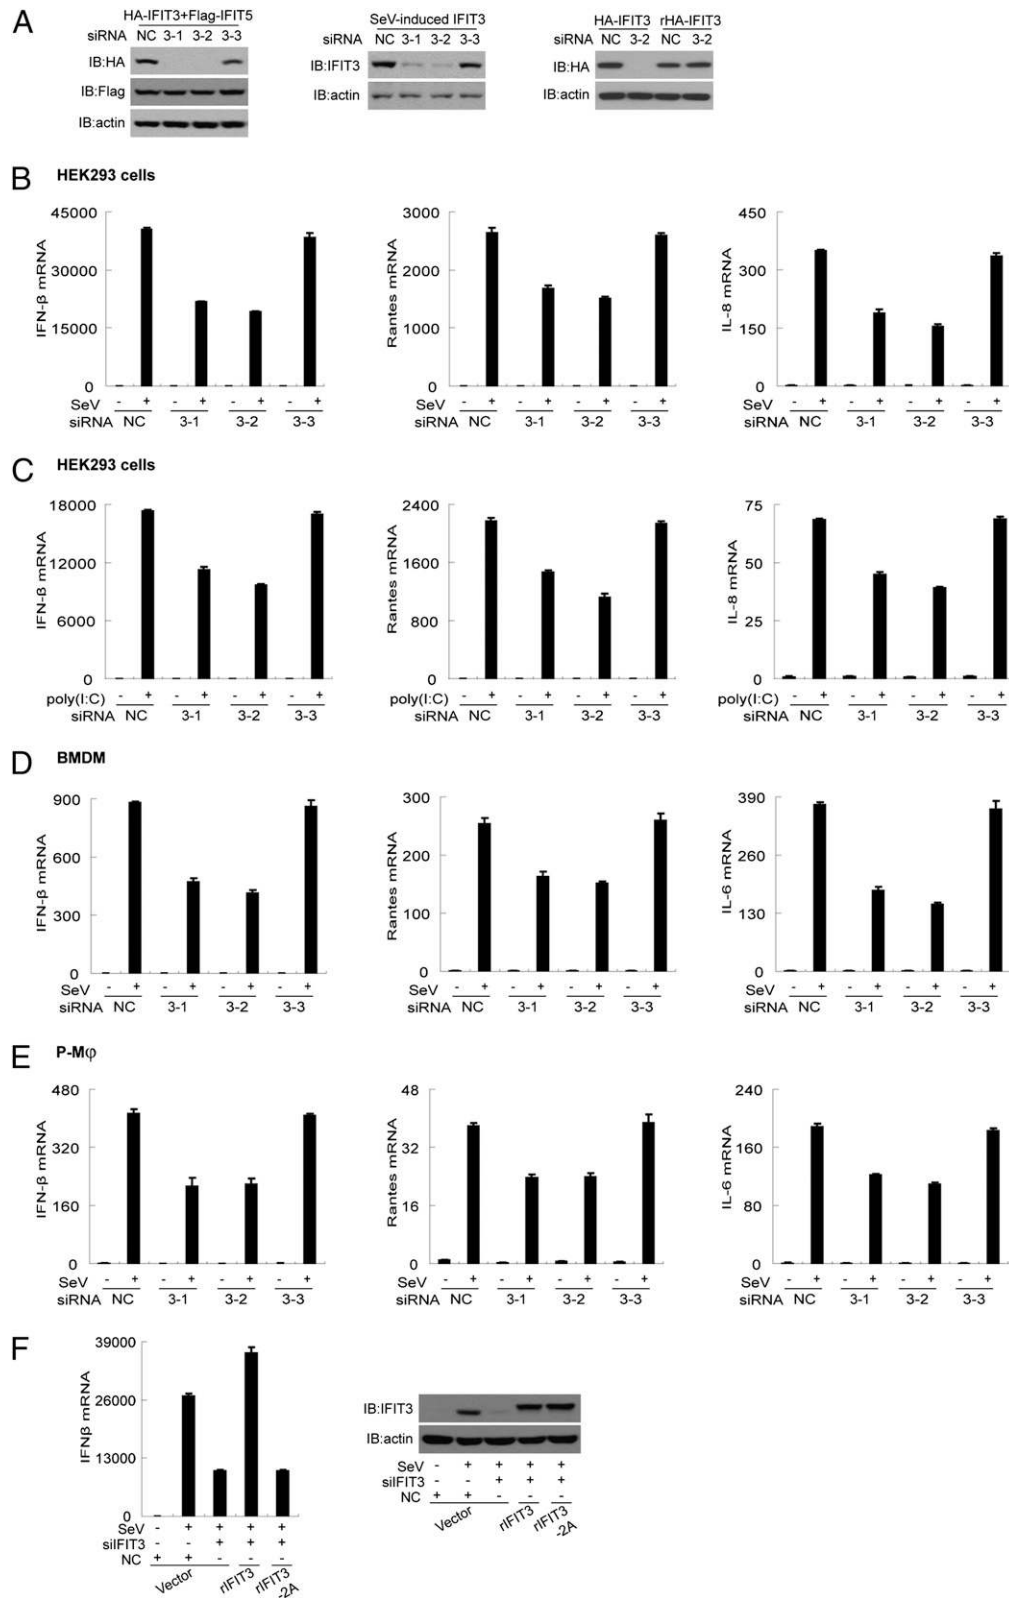 A
HA-IFIT3+Flag-IFIT5
siRNA NC 3-1 3-2 3-3
IB:HA
IB:Flag
IB:actin
SeV-induced IFIT3
siRNA NC 3-1 3-2 3-3
IB:IFIT3
IB:actin
HA-IFIT3 rHA-IFIT3
siRNA NC 3-2 NC 3-2
IB:HA
IB:actin
B HEK293 cells
IFN-β mRNA
45000
30000
15000
0
SeV - + - + - + - +
siRNA NC 3-1 3-2 3-3
Rantes mRNA
3000
2000
1000
0
SeV - + - + - + - +
siRNA NC 3-1 3-2 3-3
IL-8 mRNA
450
300
150
0
SeV - + - + - + - +
siRNA NC 3-1 3-2 3-3
C HEK293 cells
IFN-β mRNA
18000
12000
6000
0
poly(I:C) - + - + - + - +
siRNA NC 3-1 3-2 3-3
Rantes mRNA
2400
1600
800
0
poly(I:C) - + - + - + - +
siRNA NC 3-1 3-2 3-3
IL-8 mRNA
75
50
25
0
poly(I:C) - + - + - + - +
siRNA NC 3-1 3-2 3-3
D BMDM
IFN-β mRNA
900
600
300
0
SeV - + - + - + - +
siRNA NC 3-1 3-2 3-3
Rantes mRNA
300
200
100
0
SeV - + - + - + - +
siRNA NC 3-1 3-2 3-3
IL-6 mRNA
390
260
130
0
SeV - + - + - + - +
siRNA NC 3-1 3-2 3-3
E P-Mφ
IFN-β mRNA
480
320
160
0
SeV - + - + - + - +
siRNA NC 3-1 3-2 3-3
Rantes mRNA
48
32
16
0
SeV - + - + - + - +
siRNA NC 3-1 3-2 3-3
IL-6 mRNA
240
160
80
0
SeV - + - + - + - +
siRNA NC 3-1 3-2 3-3
F
IFNβ mRNA
39000
26000
13000
0
SeV - + + + +
siIFIT3 - - + + +
NC + + - - -
Vector rIFIT3 rIFIT3
-2A
IB:IFIT3
IB:actin
SeV - + + + +
siIFIT3 - - + + +
NC + + - - -
Vector rIFIT3 rIFIT3
-2A